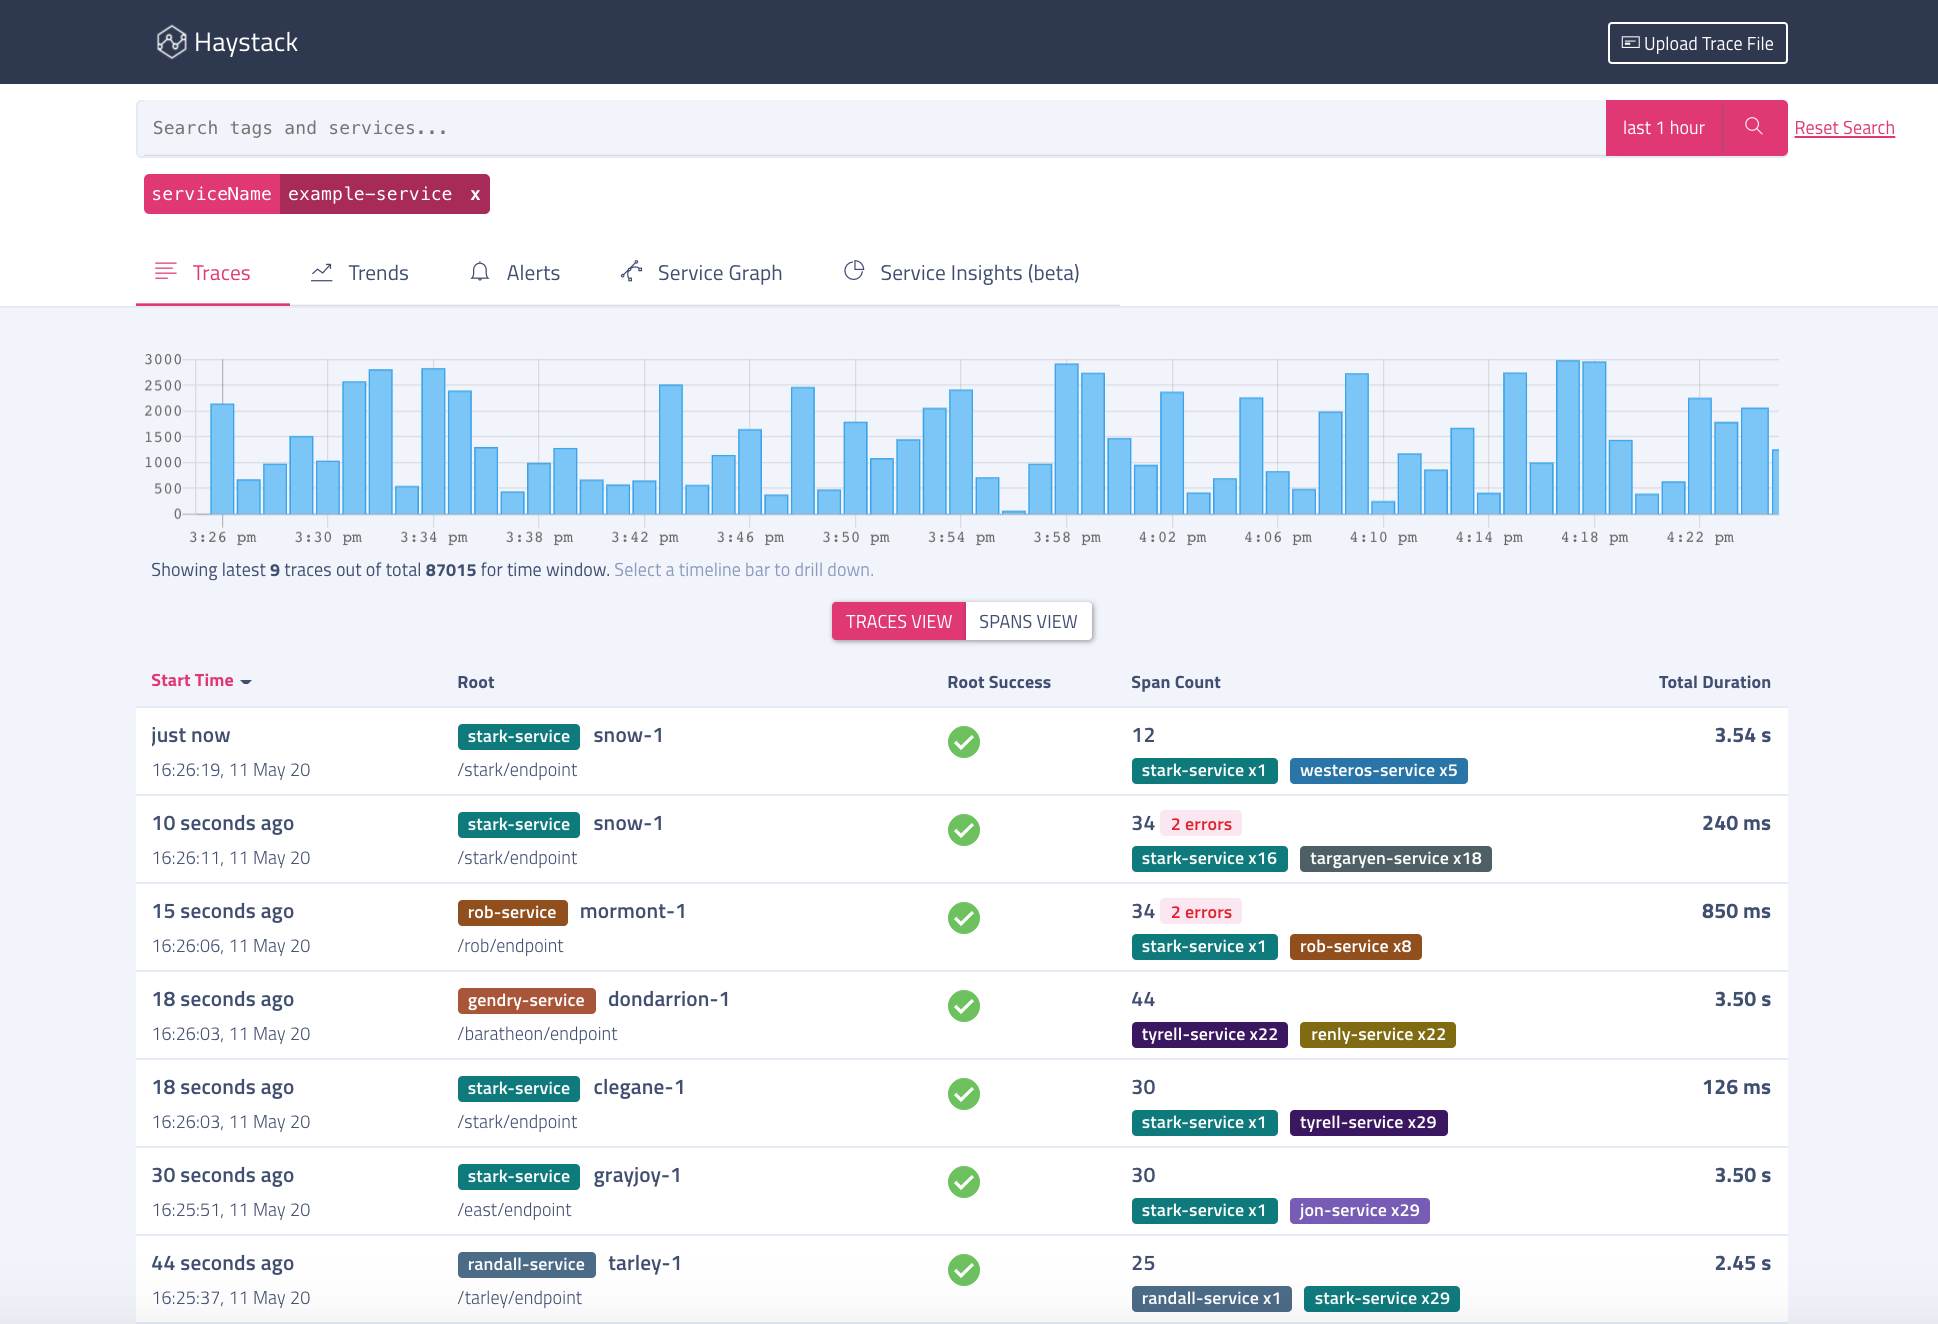 Haystack
Upload Trace File
Search tags and services...
last 1 hour
Reset Search
serviceName example-service x
Traces Trends Alerts Service Graph Service Insights (beta)
3000
2500
2000
1500
1000
500
0
3:26 pm 3:30 pm 3:34 pm 3:38 pm 3:42 pm 3:46 pm 3:50 pm 3:54 pm 3:58 pm 4:02 pm 4:06 pm 4:10 pm 4:14 pm 4:18 pm 4:22 pm
Showing latest 9 traces out of total 87015 for time window. Select a timeline bar to drill down.
TRACES VIEW SPANS VIEW
Start Time Root Root Success Span Count Total Duration
just now stark-service snow-1 12 3.54 s
16:26:19, 11 May 20 /stark/endpoint stark-service x1 westeros-service x5
10 seconds ago stark-service snow-1 34 2 errors 240 ms
16:26:11, 11 May 20 /stark/endpoint stark-service x16 targaryen-service x18
15 seconds ago rob-service mormont-1 34 2 errors 850 ms
16:26:06, 11 May 20 /rob/endpoint stark-service x1 rob-service x8
18 seconds ago gendry-service dondarrion-1 44 3.50 s
16:26:03, 11 May 20 /baratheon/endpoint tyrell-service x22 renly-service x22
18 seconds ago stark-service clegane-1 30 126 ms
16:26:03, 11 May 20 /stark/endpoint stark-service x1 tyrell-service x29
30 seconds ago stark-service grayjoy-1 30 3.50 s
16:25:51, 11 May 20 /east/endpoint stark-service x1 jon-service x29
44 seconds ago randall-service tarley-1 25 2.45 s
16:25:37, 11 May 20 /tarley/endpoint randall-service x1 stark-service x29